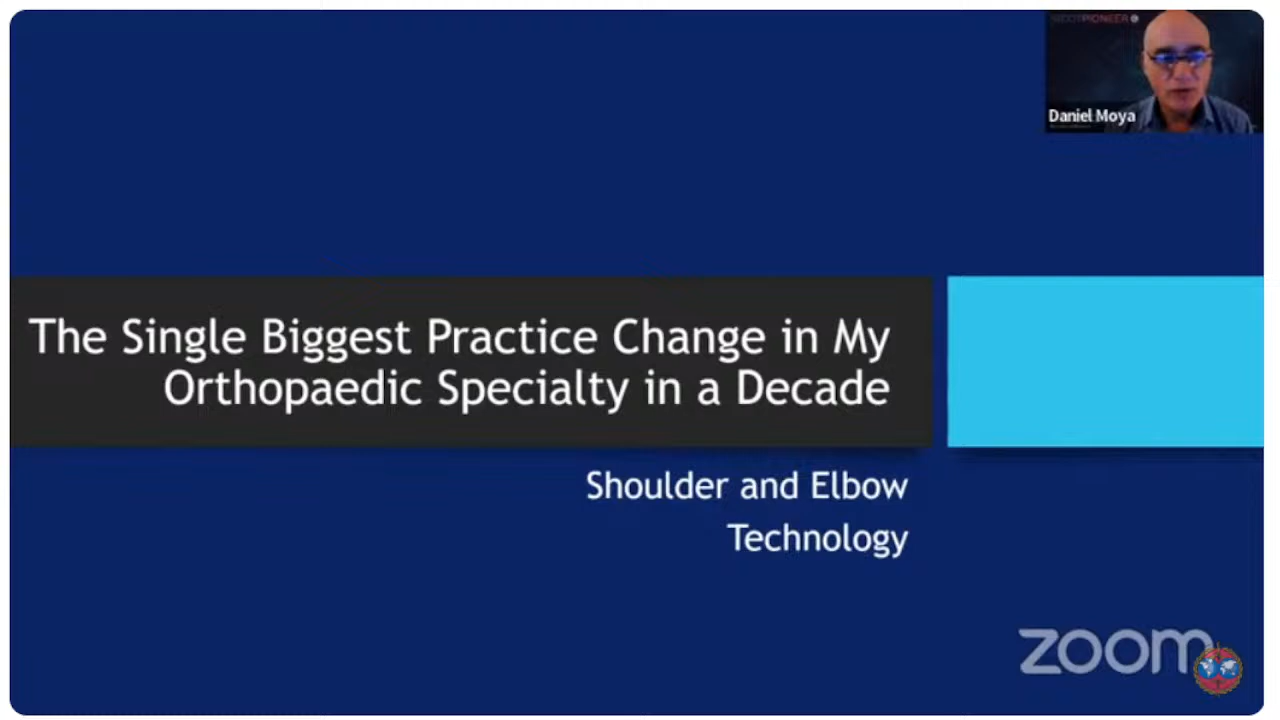 Daniel Moya
The Single Biggest Practice Change in My
Orthopaedic Specialty in a Decade
Shoulder and Elbow
Technology
zoom